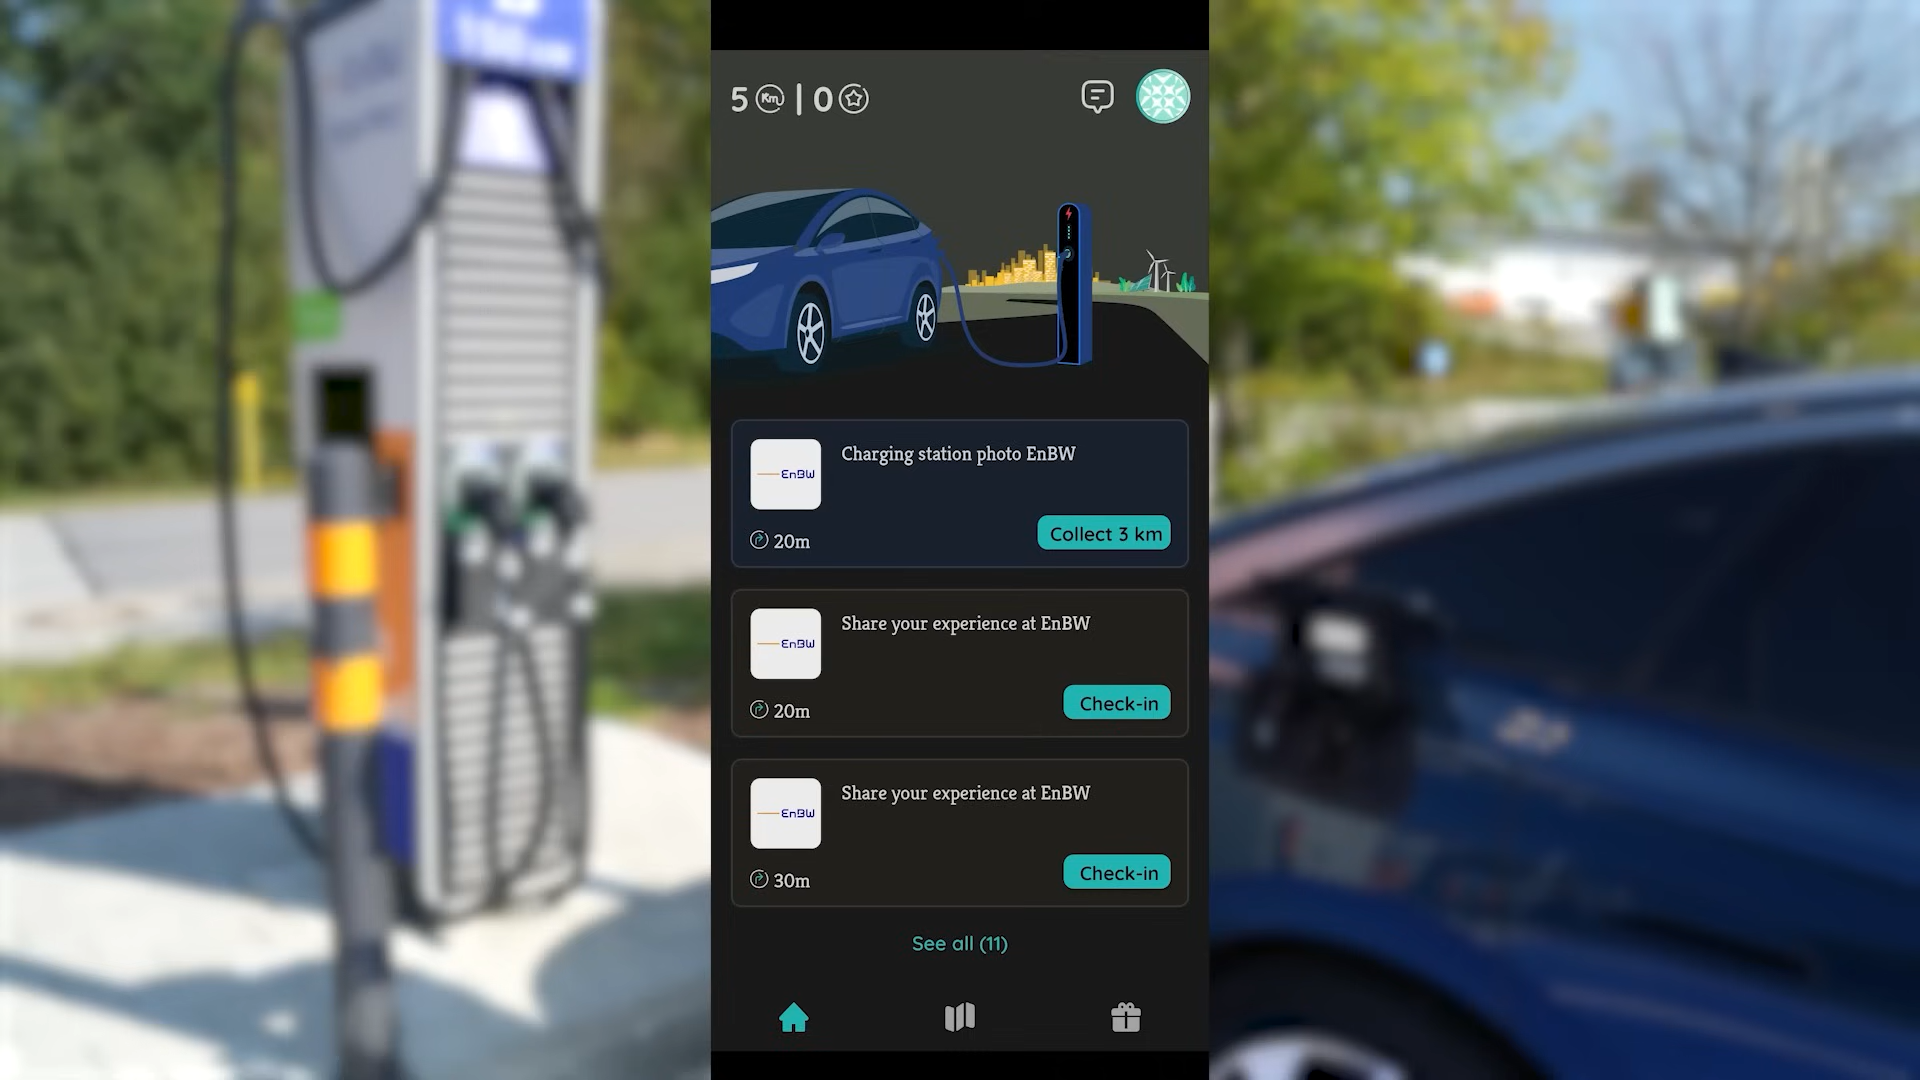 5 Km | 0
Charging station photo EnBW
EnBW
20m
Collect 3 km
Share your experience at EnBW
EnBW
20m
Check-in
Share your experience at EnBW
EnBW
30m
Check-in
See all (11)